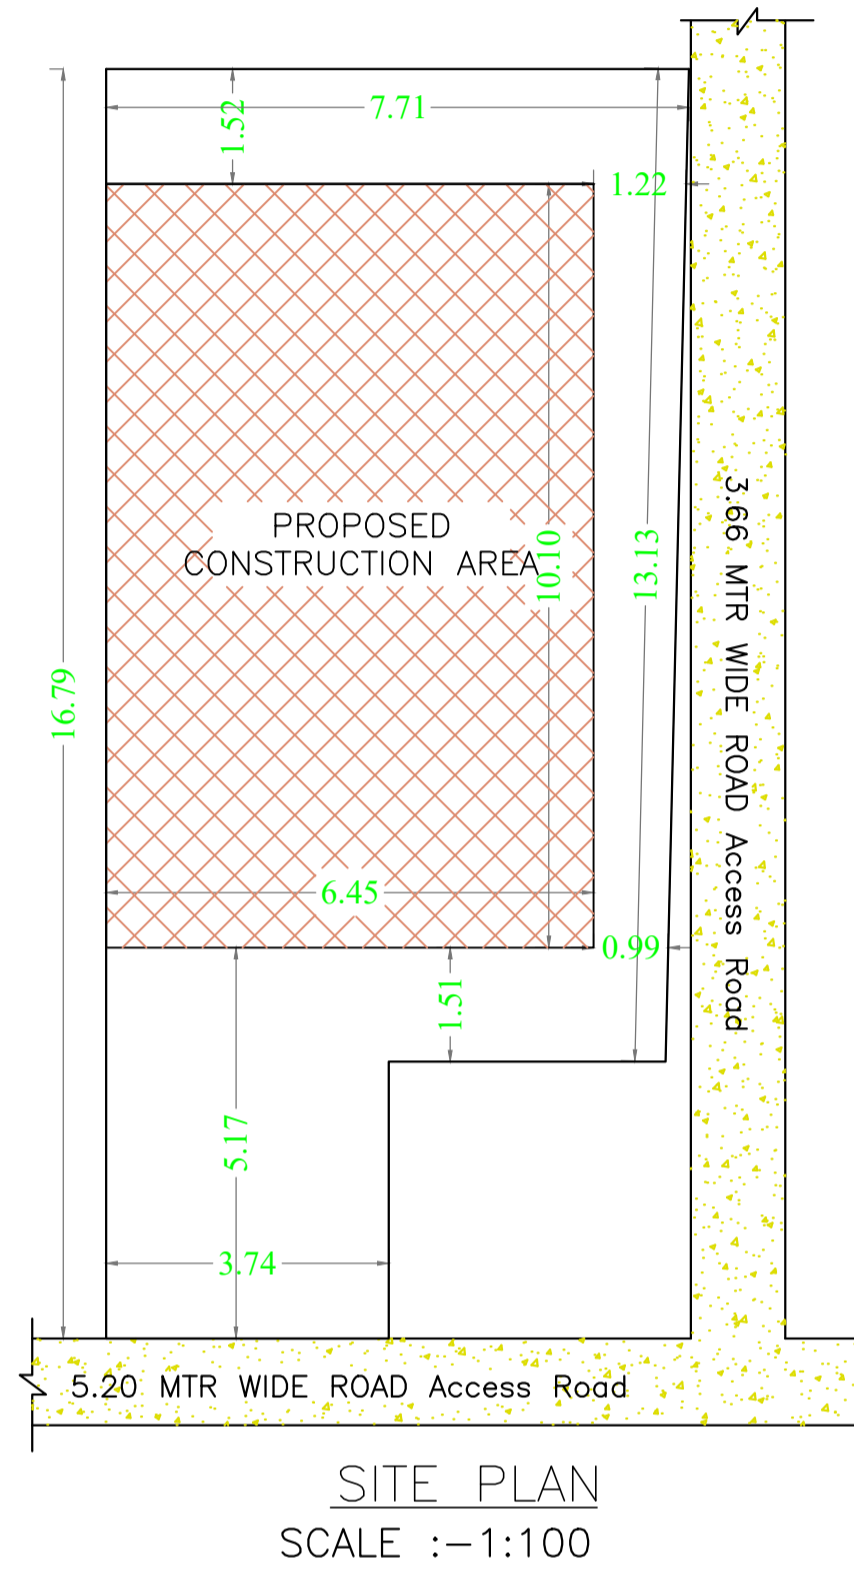 7.71
1.52
1.22
PROPOSED
CONSTRUCTION AREA
10.10
13.13
3.66 MTR WIDE ROAD Access Road
16.79
6.45
0.99
1.51
5.17
3.74
5.20 MTR WIDE ROAD Access Road
SITE PLAN
SCALE :-1:100